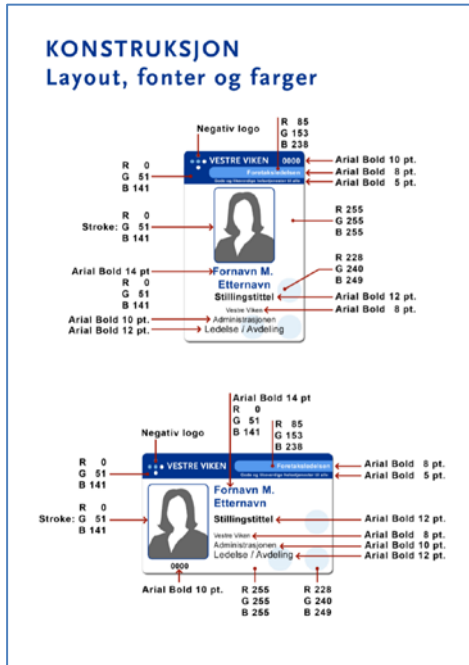 KONSTRUKSJON
Layout, fonter og farger
R 85
G 153
B 238
Negativ logo
VESTRE VIKEN 0000
Arial Bold 10 pt.
Foretaksledelsen
Arial Bold 8 pt.
Arial Bold 5 pt.
R 0
G 51
B 141
R 0
Stroke: G 51
B 141
R 255
G 255
B 255
R 228
G 240
B 249
Arial Bold 14 pt
R 0
G 51
B 141
Fornavn M.
Etternavn
Stillingstittel
Arial Bold 12 pt.
Vestre Viken
Arial Bold 8 pt.
Arial Bold 10 pt.
Administrasjonen
Arial Bold 12 pt.
Ledelse / Avdeling
Arial Bold 14 pt
R 0
G 51
B 141
R 85
G 153
B 238
Negativ logo
R 0
G 51
B 141
VESTRE VIKEN
Foretaksledelsen
Arial Bold 8 pt.
Arial Bold 5 pt.
R 0
Stroke: G 51
B 141
Fornavn M.
Etternavn
Stillingstittel
Arial Bold 12 pt.
Vestre Viken
Arial Bold 8 pt.
Administrasjonen
Arial Bold 10 pt.
Ledelse / Avdeling
Arial Bold 12 pt.
0000
Arial Bold 10 pt.
R 255
G 255
B 255
R 228
G 240
B 249